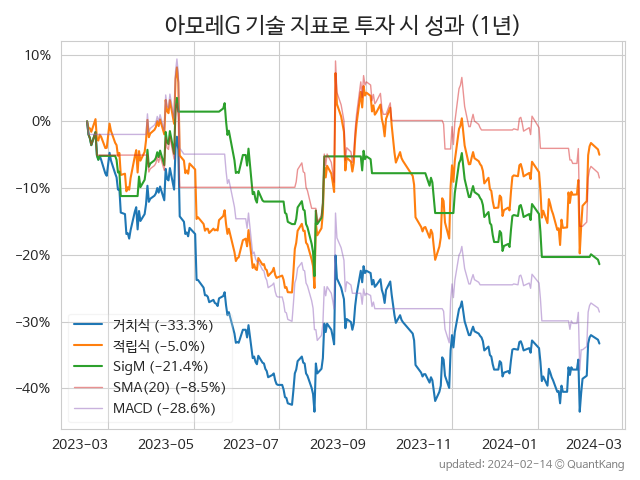 아모레G 기술 지표로 투자 시 성과 (1년)
10%
0%
−10%
−20%
−30%
−40%
거치식 (−33.3%)
적립식 (−5.0%)
SigM (−21.4%)
SMA(20) (−8.5%)
MACD (−28.6%)
2023-03 2023-05 2023-07 2023-09 2023-11 2024-01 2024-03
updated: 2024-02-14 © QuantKang